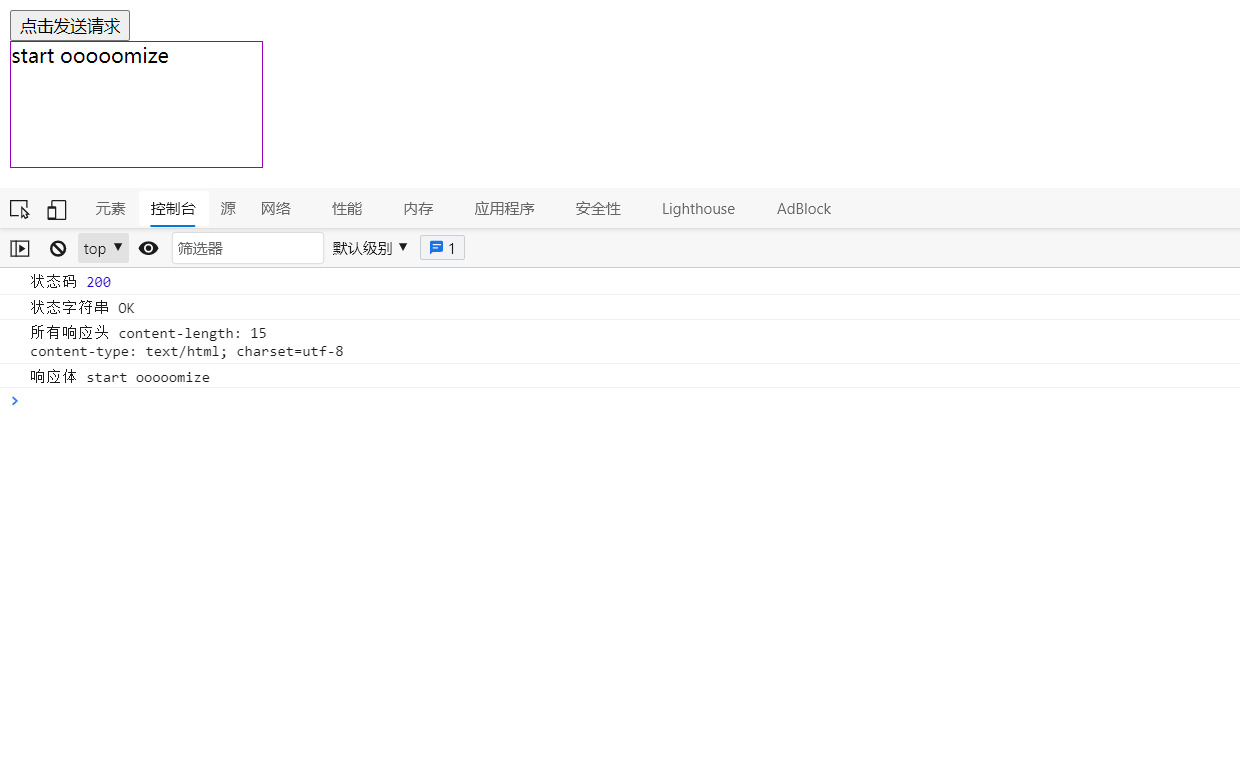 点击发送请求
start ooooomize
元素 控制台 源 网络 性能 内存 应用程序 安全性 Lighthouse AdBlock
top 筛选器 默认级别 1
状态码 200
状态字符串 OK
所有响应头 content-length: 15
content-type: text/html; charset=utf-8
响应体 start ooooomize